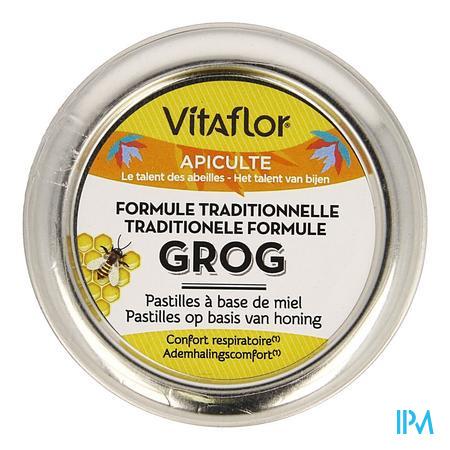 Vitaflor®
APICULTE
Le talent des abeilles - Het talent van bijen
FORMULE TRADITIONNELLE
TRADITIONELE FORMULE
GROG
Pastilles à base de miel
Pastilles op basis van honing
Confort respiratoire(1)
Ademhalingscomfort(1)
IPM